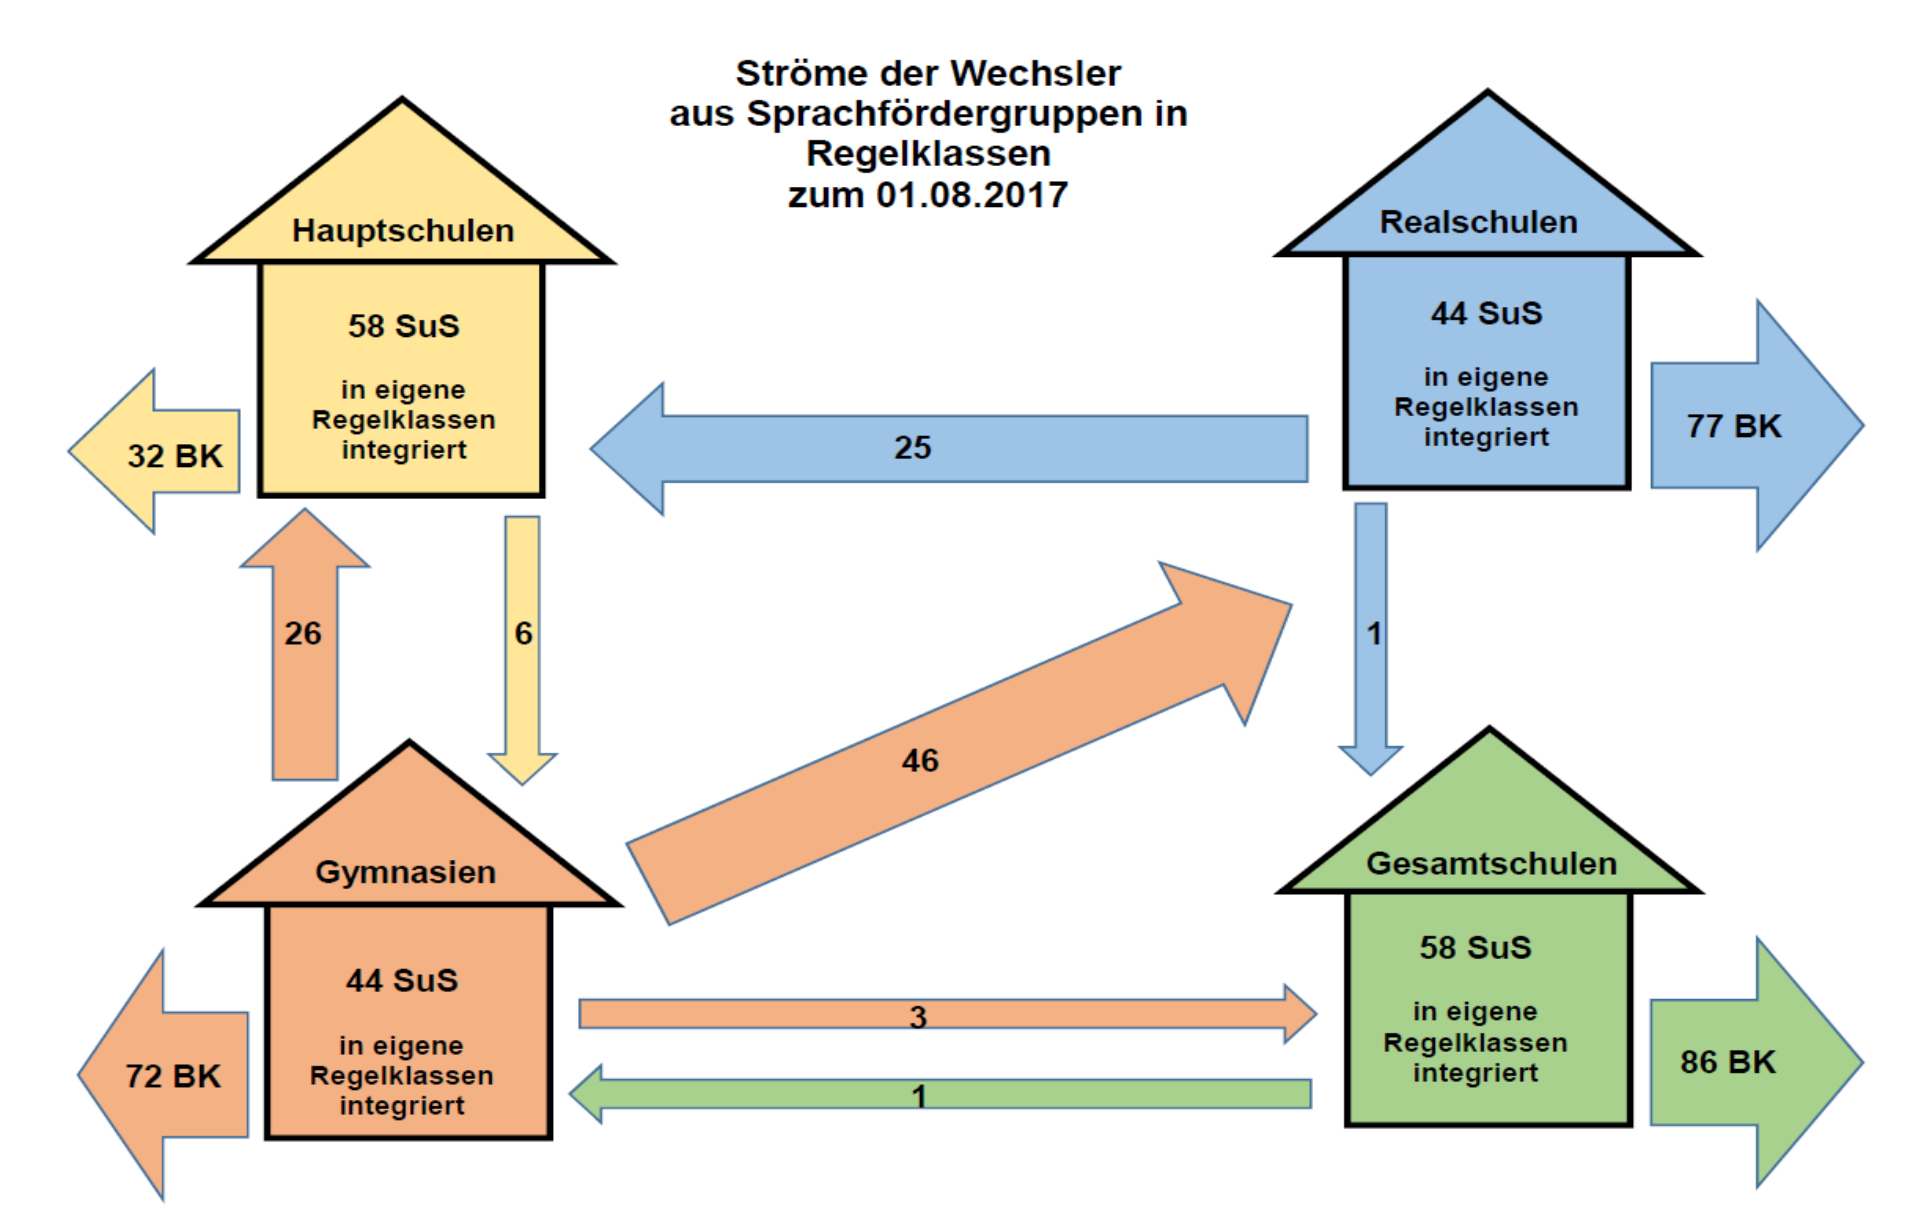 Ströme der Wechsler
aus Sprachfördergruppen in
Regelklassen
zum 01.08.2017
Hauptschulen
58 SuS
in eigene
Regelklassen
integriert
32 BK
Realschulen
44 SuS
in eigene
Regelklassen
integriert
77 BK
25
26
6
46
1
Gymnasien
44 SuS
in eigene
Regelklassen
integriert
72 BK
3
1
Gesamtschulen
58 SuS
in eigene
Regelklassen
integriert
86 BK